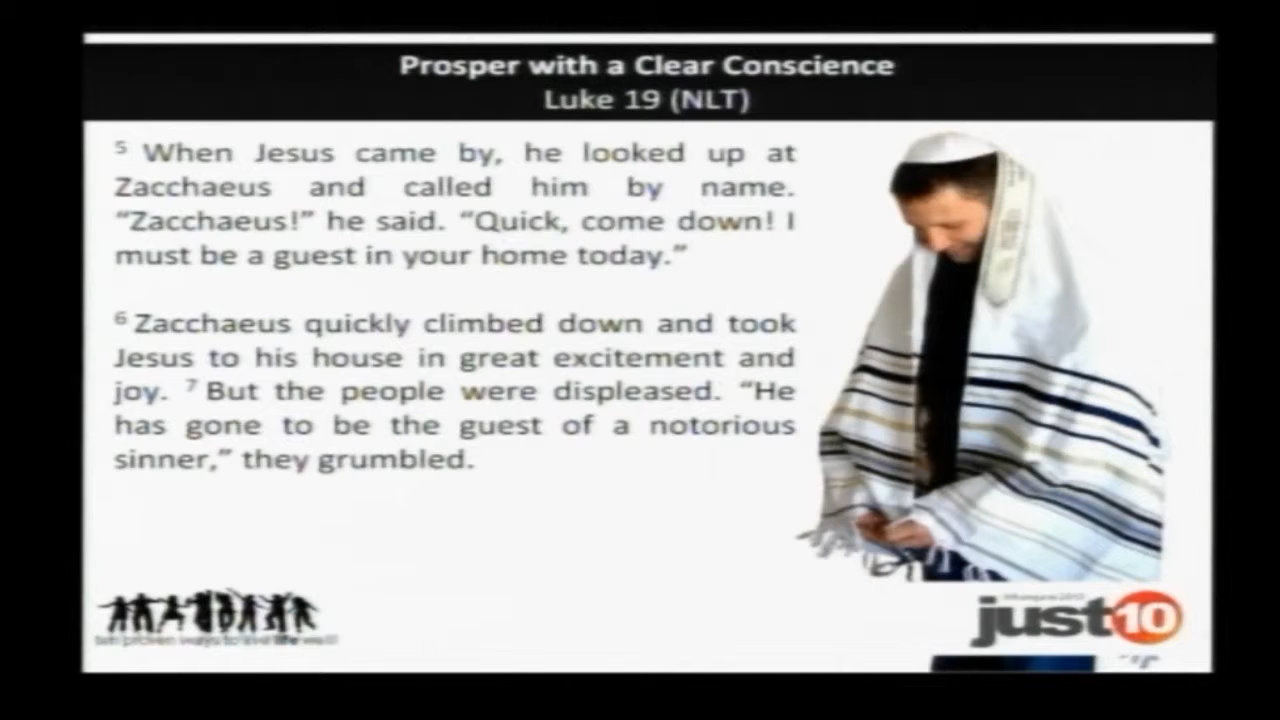 Prosper with a Clear Conscience
Luke 19 (NLT)
⁵ When Jesus came by, he looked up at
Zacchaeus and called him by name.
“Zacchaeus!” he said. “Quick, come down! I
must be a guest in your home today.”
⁶ Zacchaeus quickly climbed down and took
Jesus to his house in great excitement and
joy. ⁷ But the people were displeased. “He
has gone to be the guest of a notorious
sinner,” they grumbled.
ten proven ways to live life well
just10